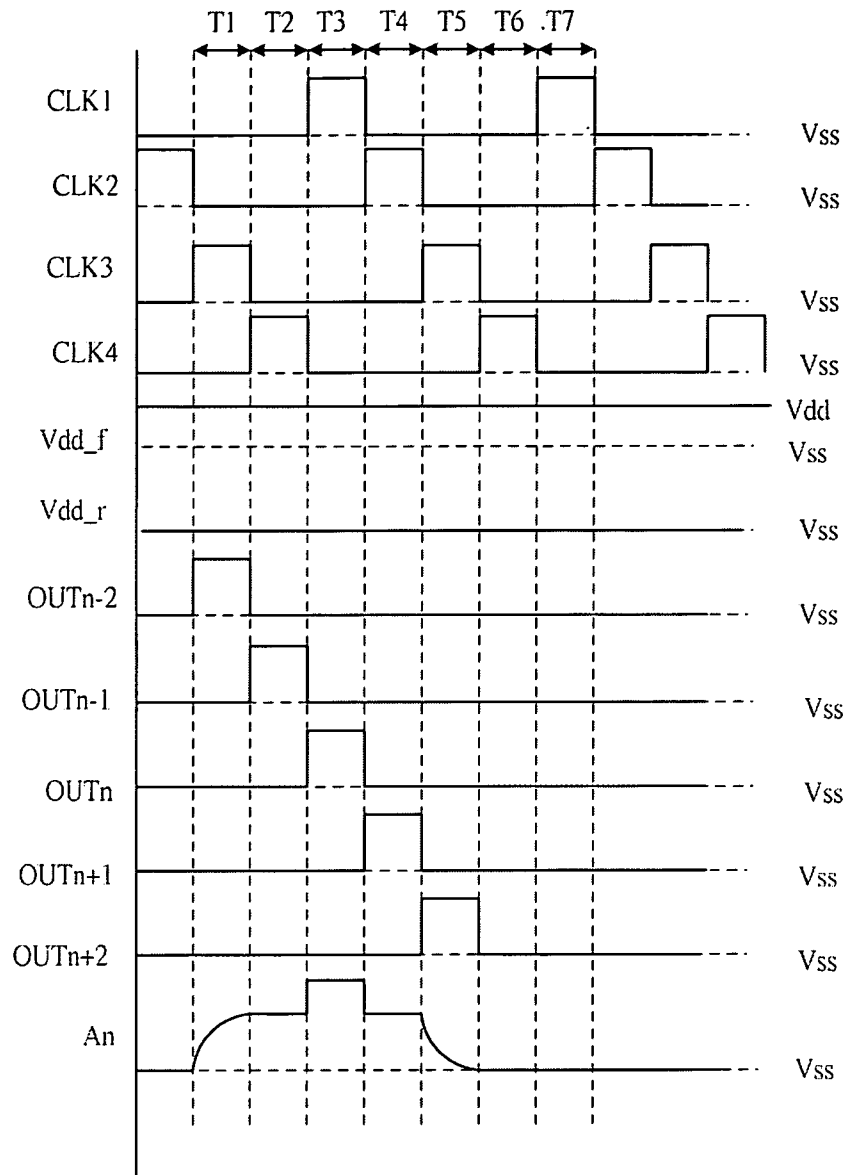 T1 T2 T3 T4 T5 T6 .T7
CLK1 Vss
CLK2 Vss
CLK3 Vss
CLK4 Vss
Vdd
Vdd_f Vss
Vdd_r Vss
OUTn-2 Vss
OUTn-1 Vss
OUTn Vss
OUTn+1 Vss
OUTn+2 Vss
An Vss